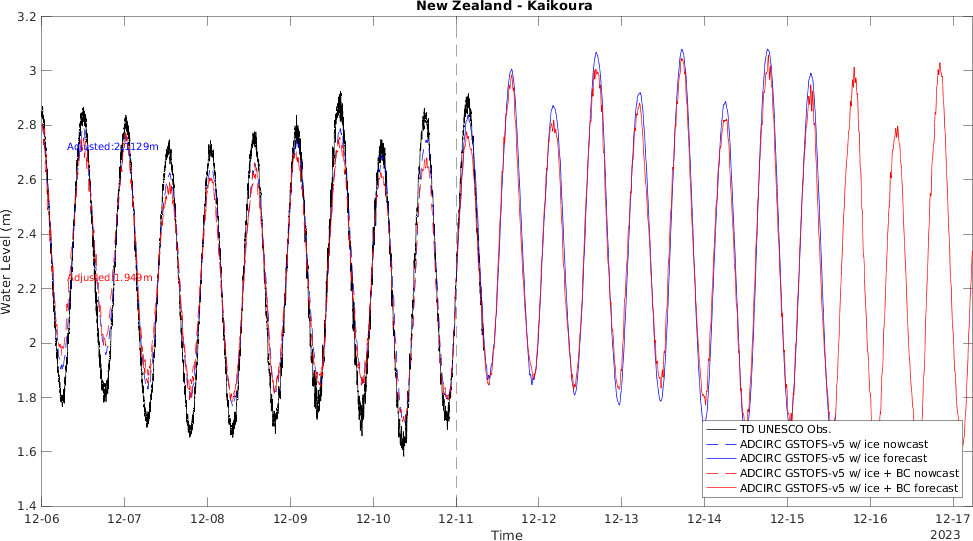 New Zealand - Kaikoura
3.2
3
2.8
2.6
2.4
2.2
2
1.8
1.6
1.4
Water Level (m)
Adjusted:2.1129m
Adjusted:1.949m
TD UNESCO Obs.
ADCIRC GSTOFS-v5 w/ ice nowcast
ADCIRC GSTOFS-v5 w/ ice forecast
ADCIRC GSTOFS-v5 w/ ice + BC nowcast
ADCIRC GSTOFS-v5 w/ ice + BC forecast
12-06 12-07 12-08 12-09 12-10 12-11 12-12 12-13 12-14 12-15 12-16 12-17
Time
2023